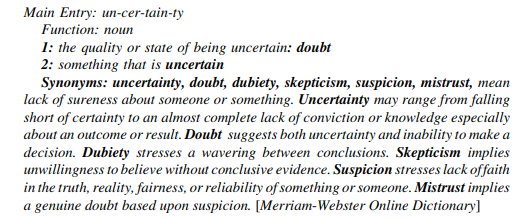 Main Entry: un-cer-tain-ty
Function: noun
1: the quality or state of being uncertain: doubt
2: something that is uncertain
Synonyms: uncertainty, doubt, dubiety, skepticism, suspicion, mistrust, mean
lack of sureness about someone or something. Uncertainty may range from falling
short of certainty to an almost complete lack of conviction or knowledge especially
about an outcome or result. Doubt suggests both uncertainty and inability to make a
decision. Dubiety stresses a wavering between conclusions. Skepticism implies
unwillingness to believe without conclusive evidence. Suspicion stresses lack of faith
in the truth, reality, fairness, or reliability of something or someone. Mistrust implies
a genuine doubt based upon suspicion. [Merriam-Webster Online Dictionary]